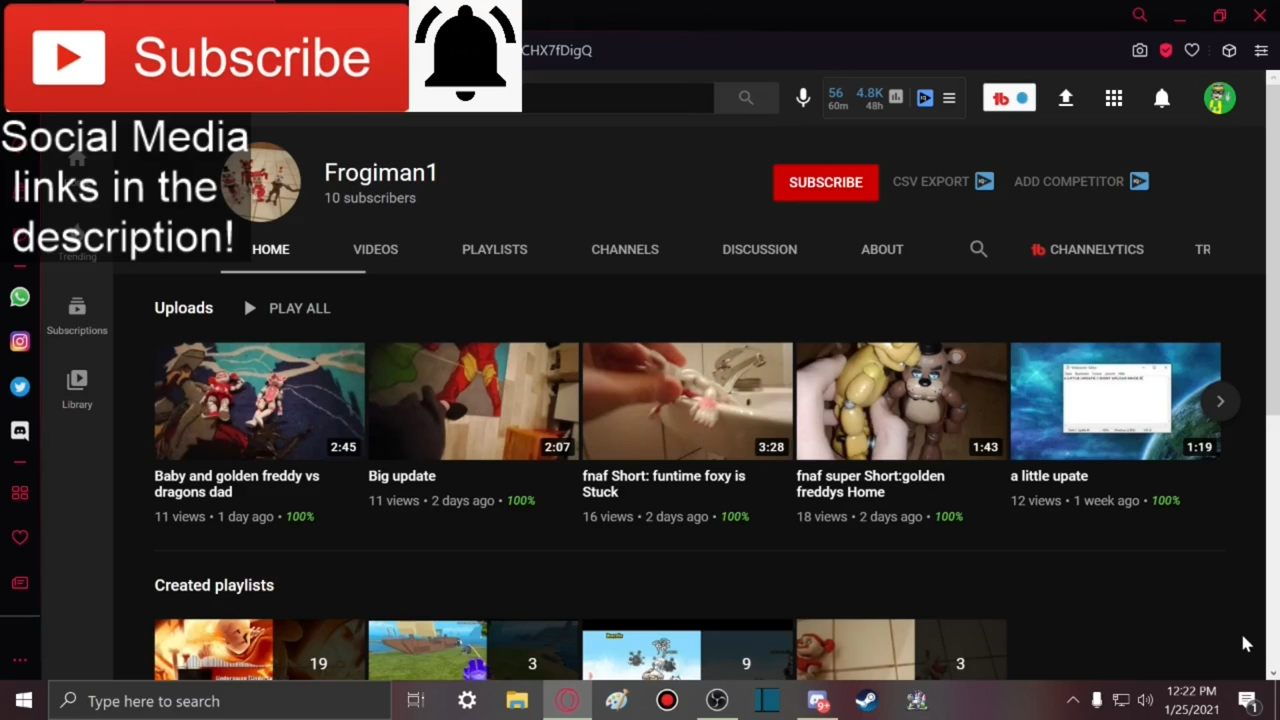 Subscribe
CHX7fDigQ
56
60m
4.8K
48h
Social Media
links in the
description!
Frogiman1
10 subscribers
SUBSCRIBE
CSV EXPORT
ADD COMPETITOR
HOME
VIDEOS
PLAYLISTS
CHANNELS
DISCUSSION
ABOUT
CHANNELYTICS
TR
Trending
Subscriptions
Library
Uploads
PLAY ALL
2:45
2:07
3:28
1:43
1:19
Baby and golden freddy vs
dragons dad
11 views • 1 day ago • 100%
Big update
11 views • 2 days ago • 100%
fnaf Short: funtime foxy is
Stuck
16 views • 2 days ago • 100%
fnaf super Short:golden
freddys Home
18 views • 2 days ago • 100%
a little upate
12 views • 1 week ago • 100%
Created playlists
19
3
9
3
Type here to search
9+
12:22 PM
1/25/2021
1